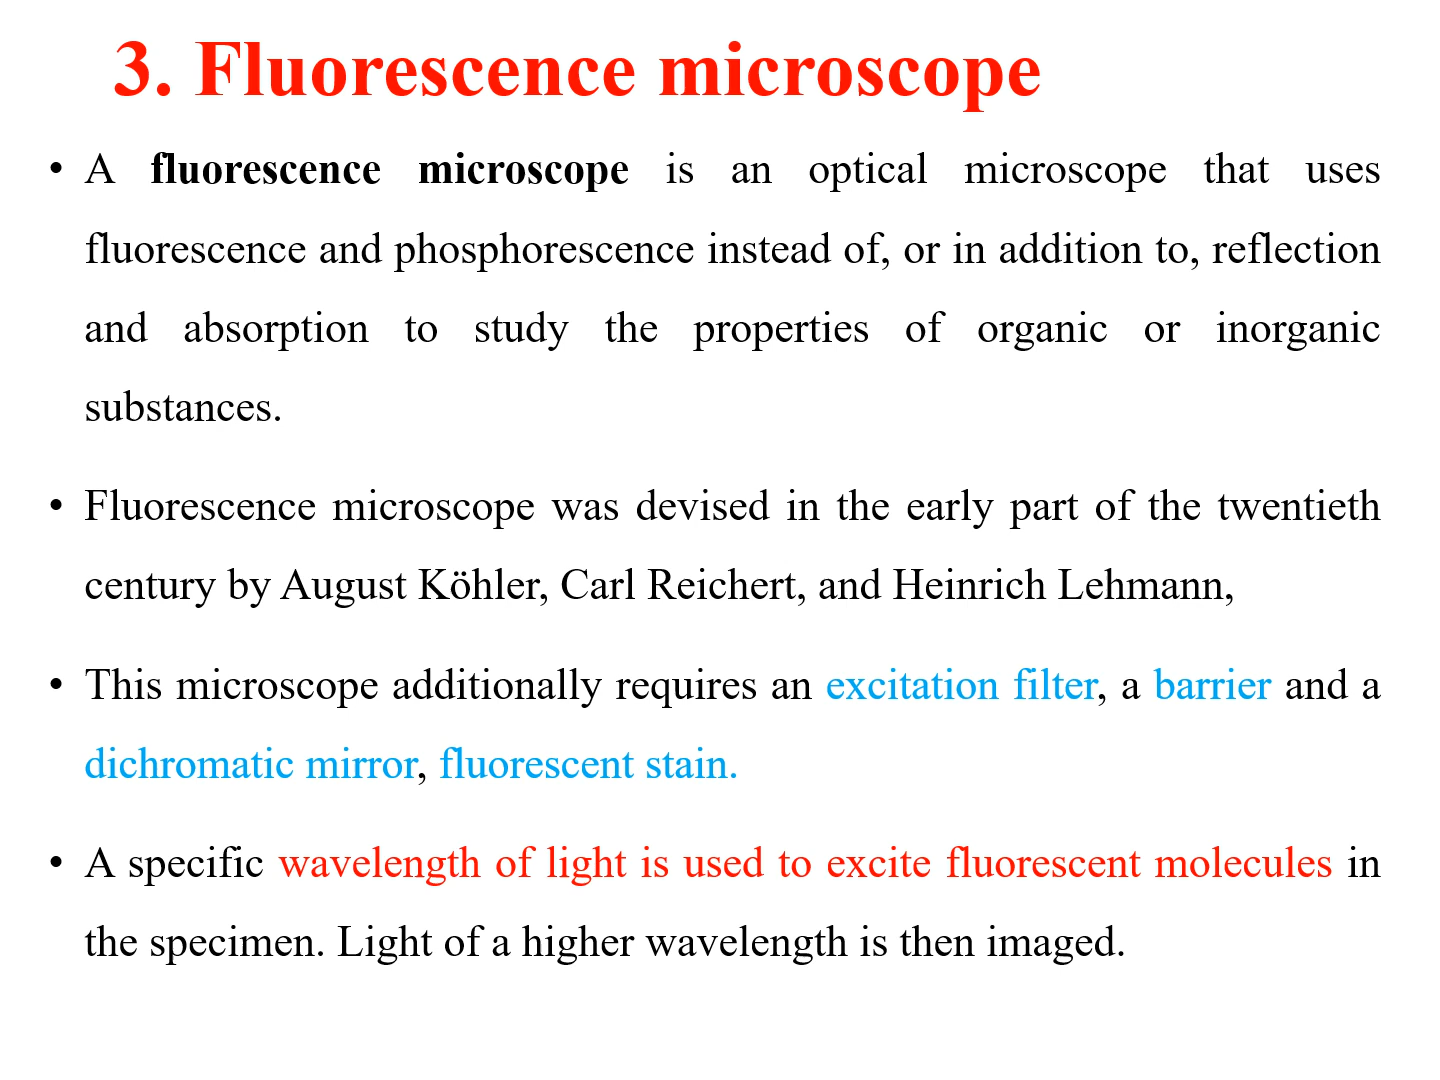 3. Fluorescence microscope
• A fluorescence microscope is an optical microscope that uses
fluorescence and phosphorescence instead of, or in addition to, reflection
and absorption to study the properties of organic or inorganic
substances.
• Fluorescence microscope was devised in the early part of the twentieth
century by August Köhler, Carl Reichert, and Heinrich Lehmann,
• This microscope additionally requires an excitation filter, a barrier and a
dichromatic mirror, fluorescent stain.
• A specific wavelength of light is used to excite fluorescent molecules in
the specimen. Light of a higher wavelength is then imaged.